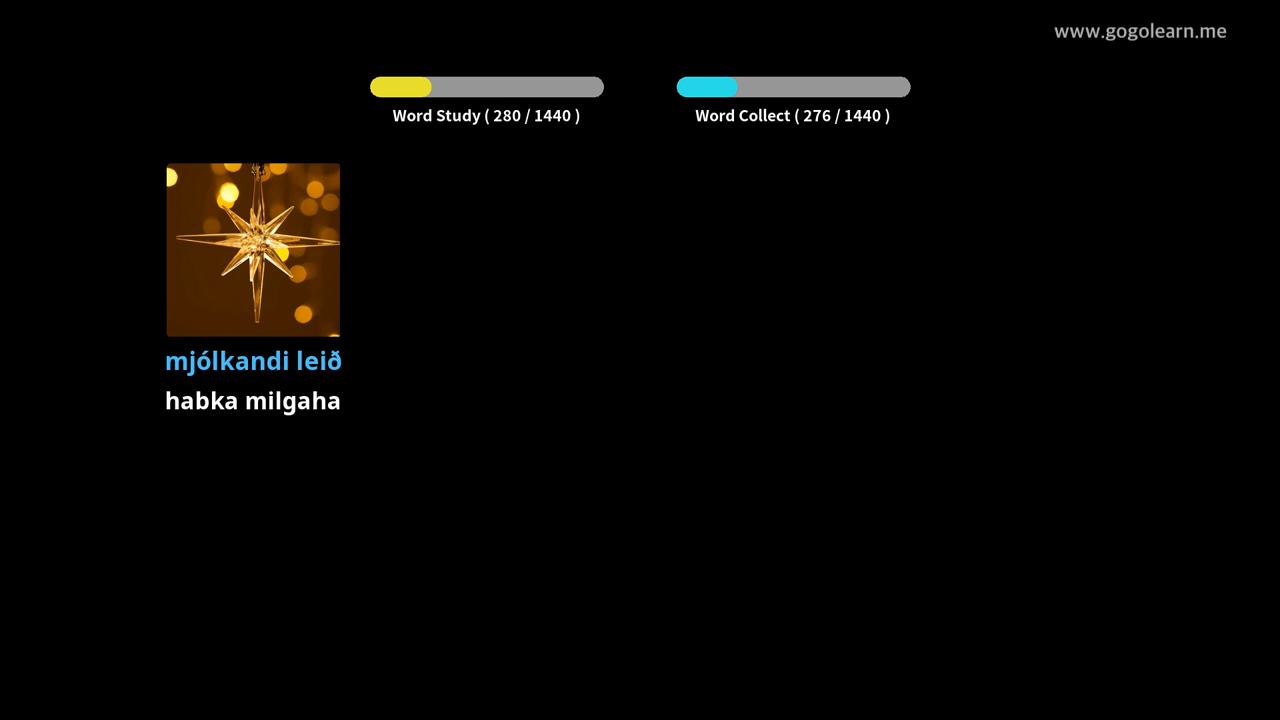 www.gogolearn.me
Word Study ( 280 / 1440 )
Word Collect ( 276 / 1440 )
mjólkandi leið
habka milgaha